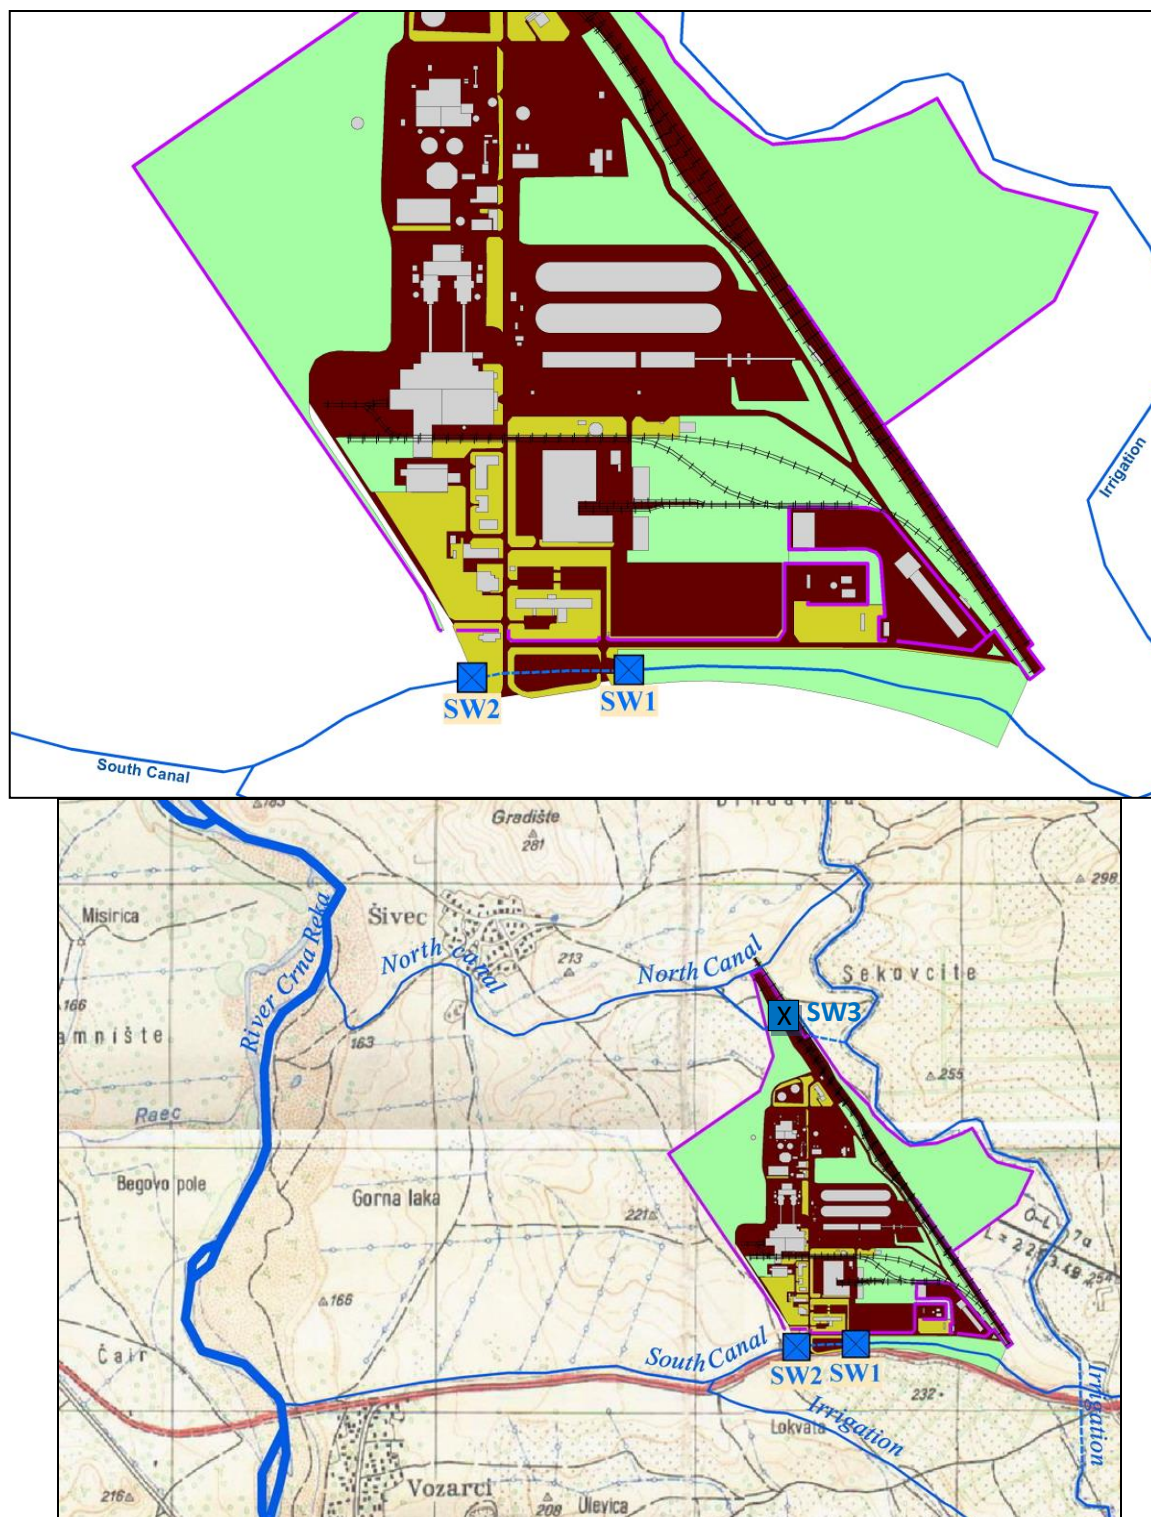 Irrigation
SW2
SW1
South Canal
Gradište
281
298
Misirica
Šivec
North canal
213
North Canal
Sekovcite
River Crna Reka
166
SW3
mnište
163
255
Raec
Begovo pole
Gorna laka
221
254
166
Čair
South Canal
SW2 SW1
232
Irrigation
Irrigation
Lokvata
Vozarci
216
208
Ulevica